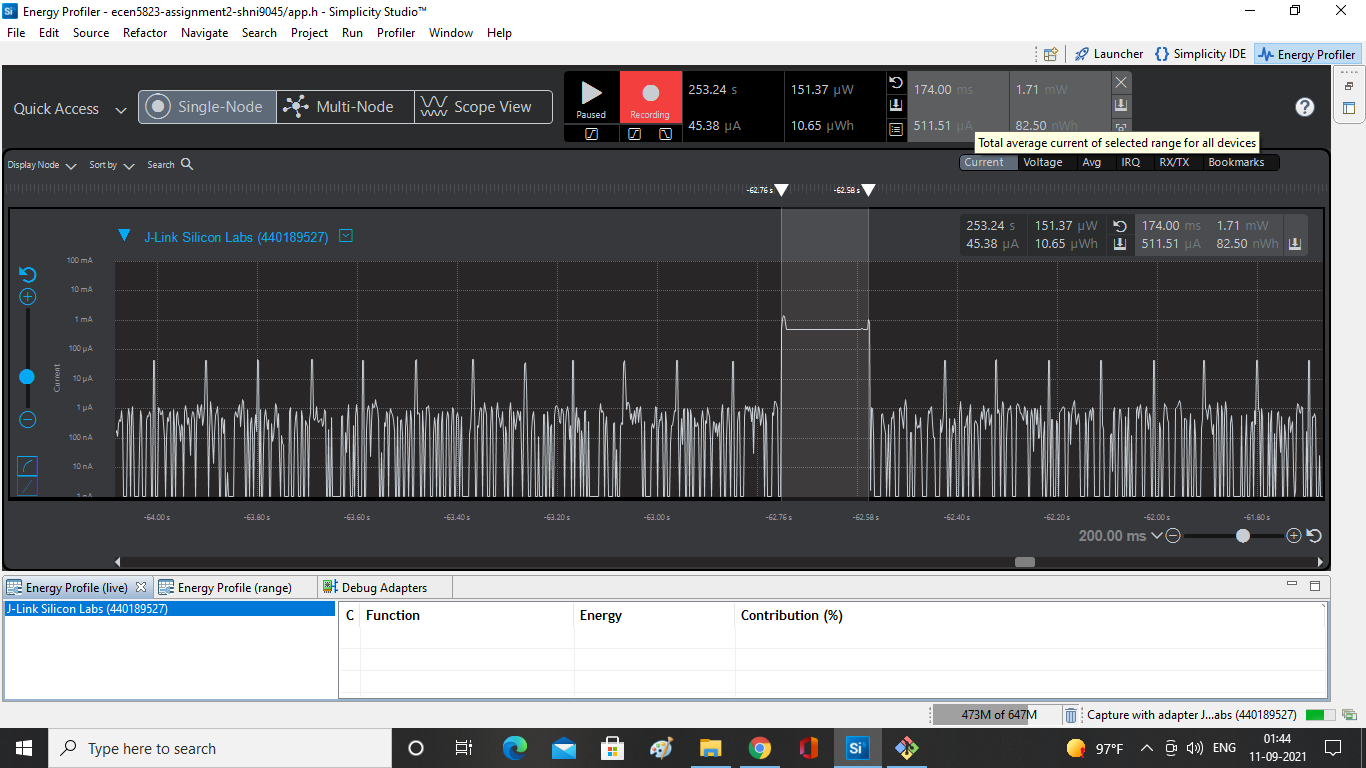 Energy Profiler - ecen5823-assignment2-shni9045/app.h - Simplicity Studio™
File Edit Source Refactor Navigate Search Project Run Profiler Window Help
Launcher Simplicity IDE Energy Profiler
Quick Access Single-Node Multi-Node Scope View
Paused Recording
253.24 s 151.37 µW 174.00 ms 1.71 mW
45.38 µA 10.65 µWh 511.51 µA 82.50 nWh
Total average current of selected range for all devices
Display Node Sort by Search
Current Voltage Avg IRQ RX/TX Bookmarks
-62.76 s -62.58 s
J-Link Silicon Labs (440189527)
253.24 s 151.37 µW 174.00 ms 1.71 mW
45.38 µA 10.65 µWh 511.51 µA 82.50 nWh
100 mA
10 mA
1 mA
100 µA
10 µA
1 µA
100 nA
10 nA
Current
-64.00 s -63.80 s -63.60 s -63.40 s -63.20 s -63.00 s -62.76 s -62.58 s -62.40 s -62.20 s -62.00 s -61.80 s
200.00 ms
Energy Profile (live) Energy Profile (range) Debug Adapters
J-Link Silicon Labs (440189527)
C Function Energy Contribution (%)
473M of 647M Capture with adapter J...abs (440189527)
Type here to search
Si
97°F ENG
01:44
11-09-2021